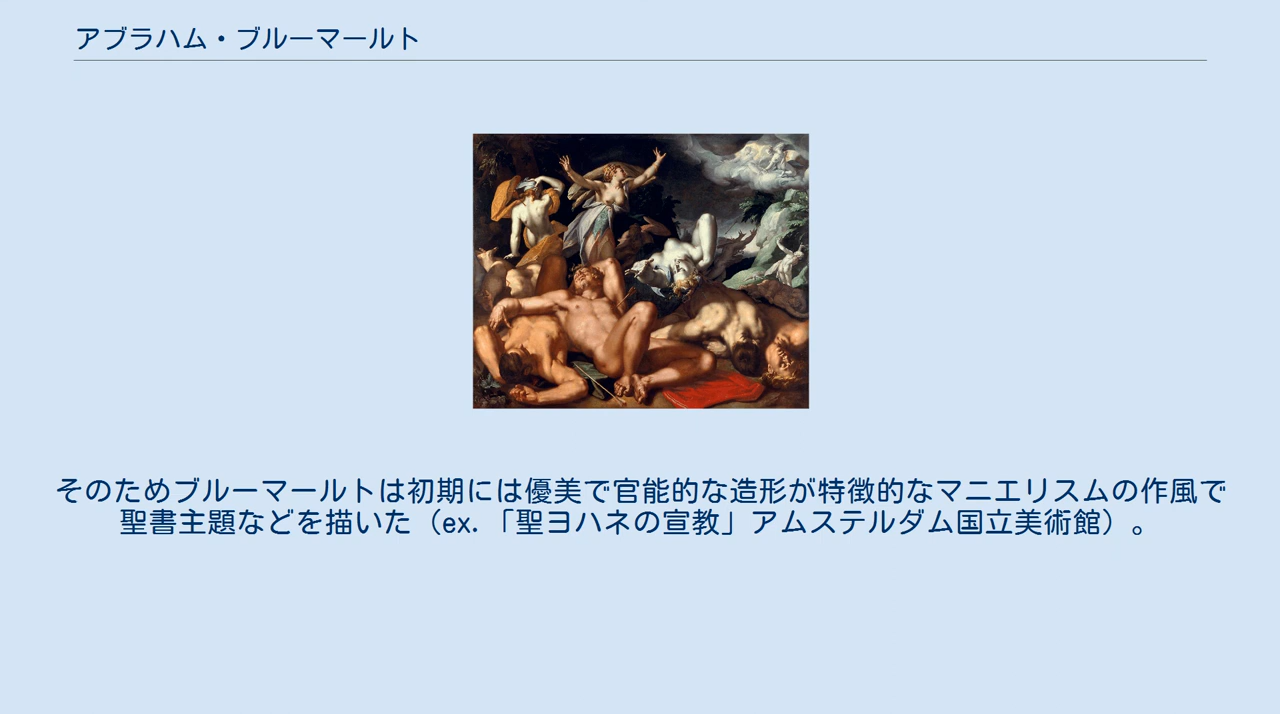 アブラハム・ブルーマールト
そのためブルーマールトは初期には優美で官能的な造形が特徴的なマニエリスムの作風で
聖書主題などを描いた（ex. 「聖ヨハネの宣教」アムステルダム国立美術館）。